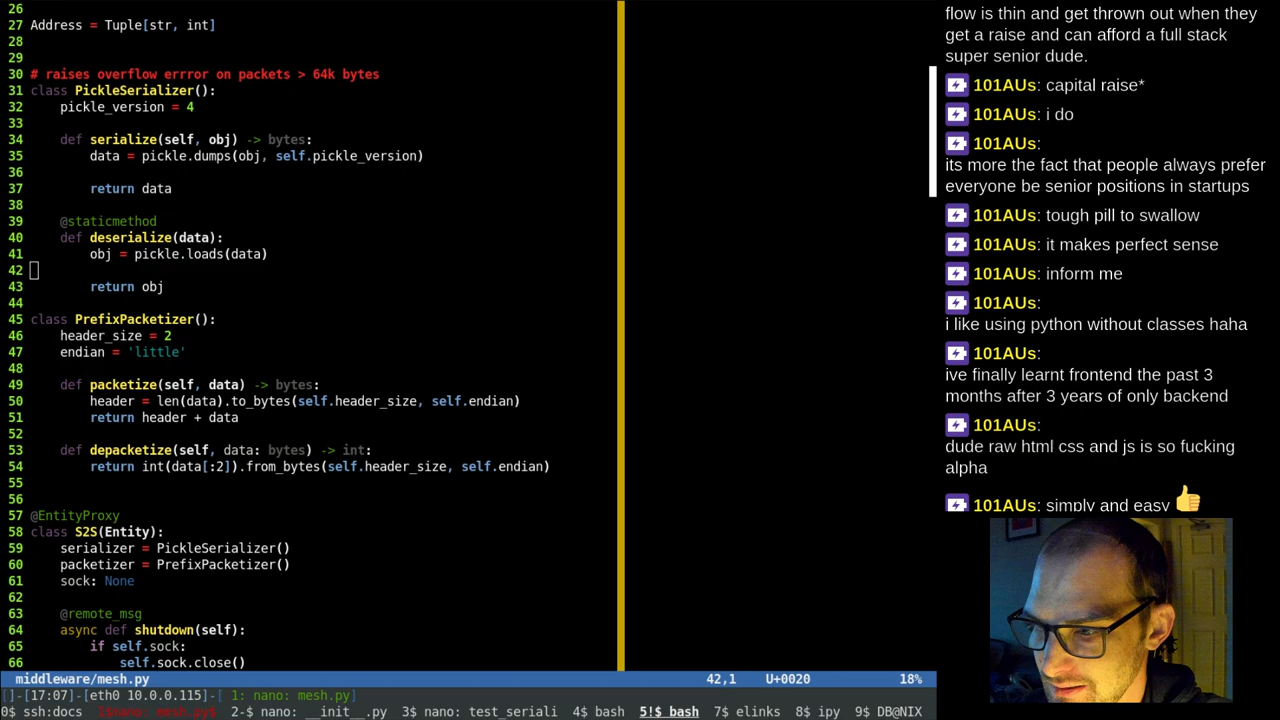 26
27 Address = Tuple[str, int]
28
29
30 # raises overflow errror on packets > 64k bytes
31 class PickleSerializer():
32     pickle_version = 4
33
34     def serialize(self, obj) -> bytes:
35         data = pickle.dumps(obj, self.pickle_version)
36
37         return data
38
39     @staticmethod
40     def deserialize(data):
41         obj = pickle.loads(data)
42
43         return obj
44
45 class PrefixPacketizer():
46     header_size = 2
47     endian = 'little'
48
49     def packetize(self, data) -> bytes:
50         header = len(data).to_bytes(self.header_size, self.endian)
51         return header + data
52
53     def depacketize(self, data: bytes) -> int:
54         return int(data[:2]).from_bytes(self.header_size, self.endian)
55
56
57 @EntityProxy
58 class S2S(Entity):
59     serializer = PickleSerializer()
60     packetizer = PrefixPacketizer()
61     sock: None
62
63     @remote_msg
64     async def shutdown(self):
65         if self.sock:
66             self.sock.close()
middleware/mesh.py 42,1 U+0020 18%
[]-[17:07]-[eth0 10.0.0.115]-[ 1: nano: mesh.py]
0$ ssh:docs 1$nano: mesh.py$ 2-$ nano: __init__.py 3$ nano: test_seriali 4$ bash 5!$ bash 7$ elinks 8$ ipy 9$ DB@NIX
flow is thin and get thrown out when they
get a raise and can afford a full stack
super senior dude.
101AUs: capital raise*
101AUs: i do
101AUs:
its more the fact that people always prefer
everyone be senior positions in startups
101AUs: tough pill to swallow
101AUs: it makes perfect sense
101AUs: inform me
101AUs:
i like using python without classes haha
101AUs:
ive finally learnt frontend the past 3
months after 3 years of only backend
101AUs:
dude raw html css and js is so fucking
alpha
101AUs: simply and easy 👍